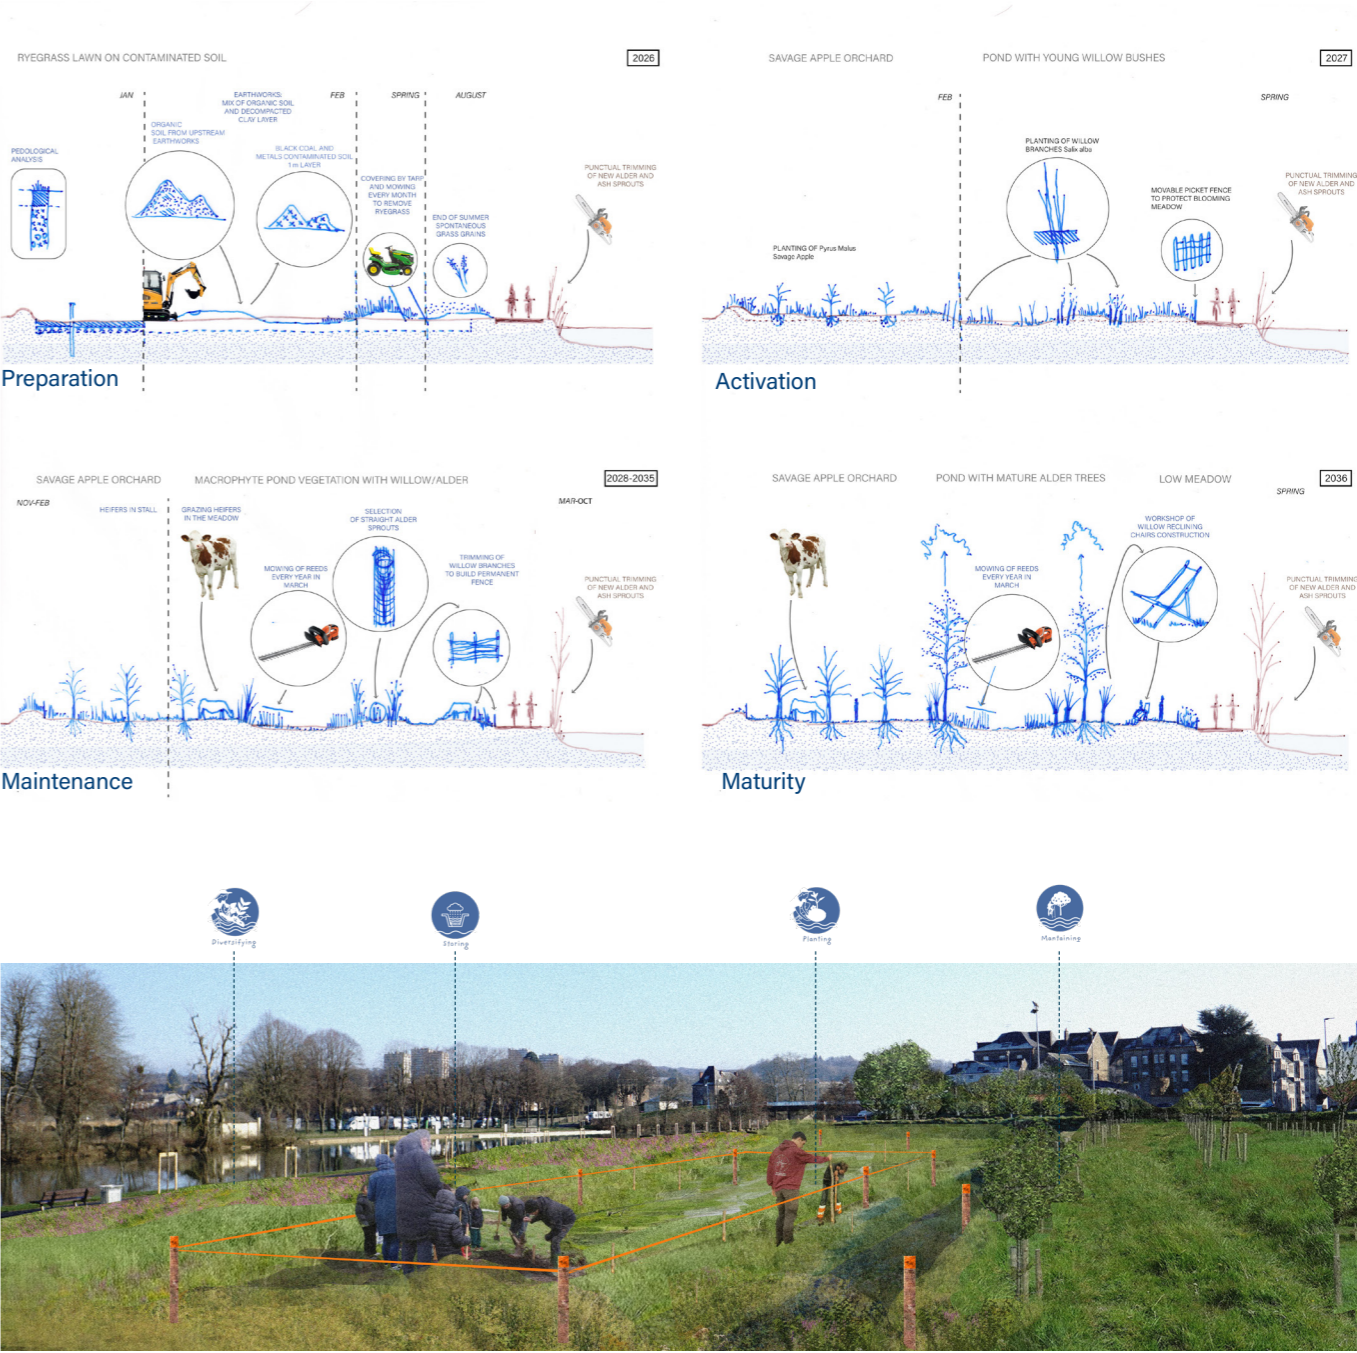 RYEGRASS LAWN ON CONTAMINATED SOIL
2026
JAN
EARTHWORKS:
MIX OF ORGANIC SOIL
AND DECOMPACTED
CLAY LAYER
FEB
SPRING
AUGUST
PEDOLOGICAL
ANALYSIS
ORGANIC
SOIL FROM UPSTREAM
EARTHWORKS
BLACK COAL AND
METALS CONTAMINATED SOIL
1m LAYER
COVERING BY TARP
AND MOWING
EVERY MONTH
TO REMOVE
RYEGRASS
END OF SUMMER
SPONTANEOUS
GRASS GRAINS
PUNCTUAL TRIMMING
OF NEW ALDER AND
ASH SPROUTS
Preparation
SAVAGE APPLE ORCHARD
POND WITH YOUNG WILLOW BUSHES
2027
FEB
SPRING
PLANTING OF WILLOW
BRANCHES Salix alba
MOVABLE PICKET FENCE
TO PROTECT BLOOMING
MEADOW
PUNCTUAL TRIMMING
OF NEW ALDER AND
ASH SPROUTS
PLANTING OF Pyrus Malus
Savage Apple
Activation
SAVAGE APPLE ORCHARD
MACROPHYTE POND VEGETATION WITH WILLOW/ALDER
2028-2035
NOV-FEB
HEIFERS IN STALL
GRAZING HEIFERS
IN THE MEADOW
MAR-OCT
SELECTION
OF STRAIGHT ALDER
SPROUTS
MOWING OF REEDS
EVERY YEAR IN
MARCH
TRIMMING OF
WILLOW BRANCHES
TO BUILD PERMANENT
FENCE
PUNCTUAL TRIMMING
OF NEW ALDER AND
ASH SPROUTS
Maintenance
SAVAGE APPLE ORCHARD
POND WITH MATURE ALDER TREES
LOW MEADOW
2036
SPRING
WORKSHOP OF
WILLOW RECLINING
CHAIRS CONSTRUCTION
MOWING OF REEDS
EVERY YEAR IN
MARCH
PUNCTUAL TRIMMING
OF NEW ALDER AND
ASH SPROUTS
Maturity
Diversifying
Storing
Planting
Mantaining